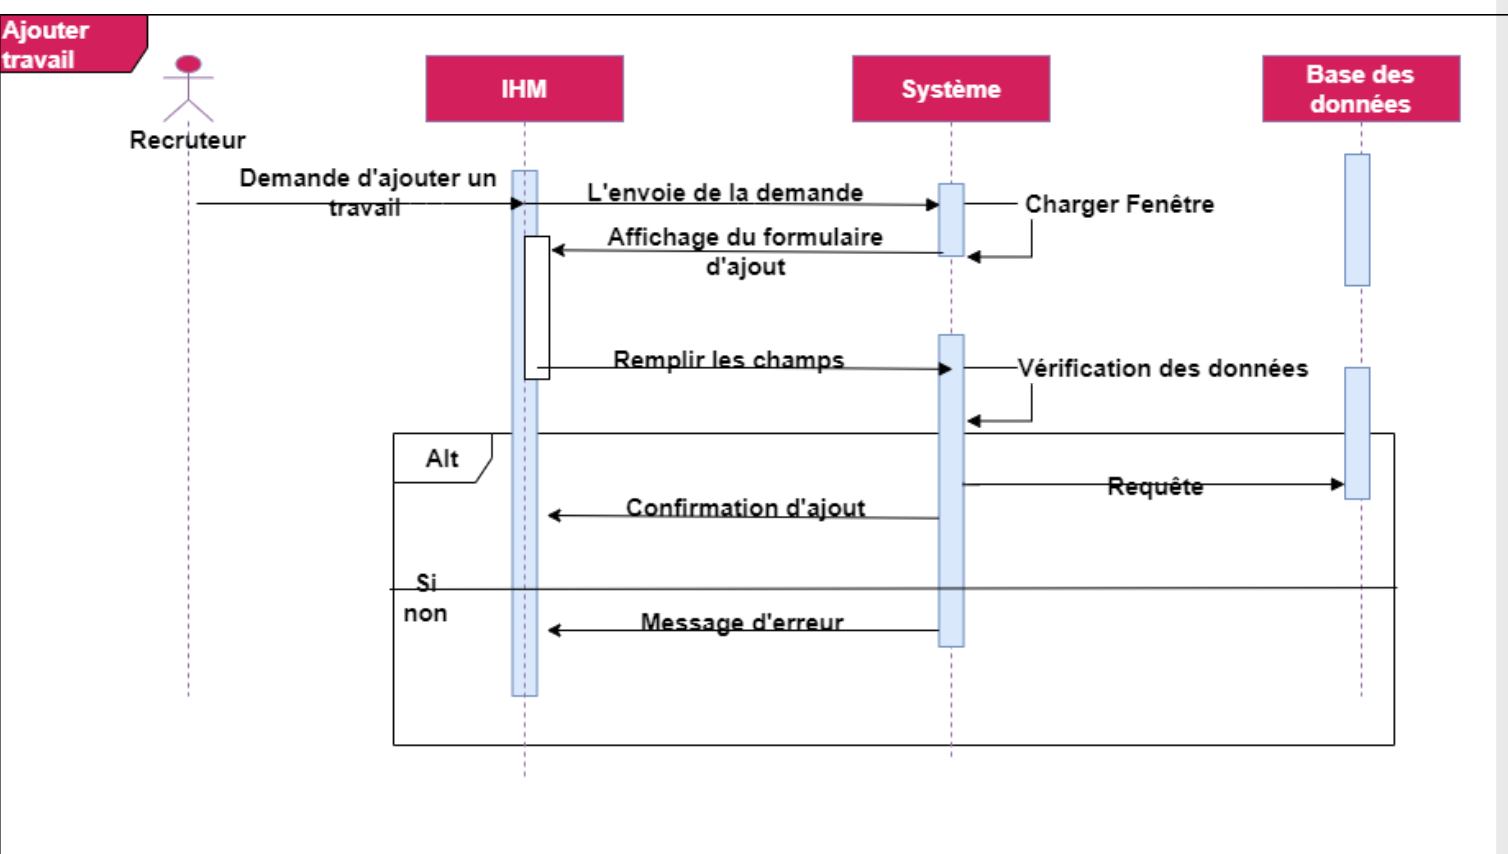 Ajouter
travail
IHM
Système
Base des
données
Recruteur
Demande d'ajouter un
travail
L'envoie de la demande
Charger Fenêtre
Affichage du formulaire
d'ajout
Remplir les champs
Vérification des données
Alt
Requête
Confirmation d'ajout
Si
non
Message d'erreur